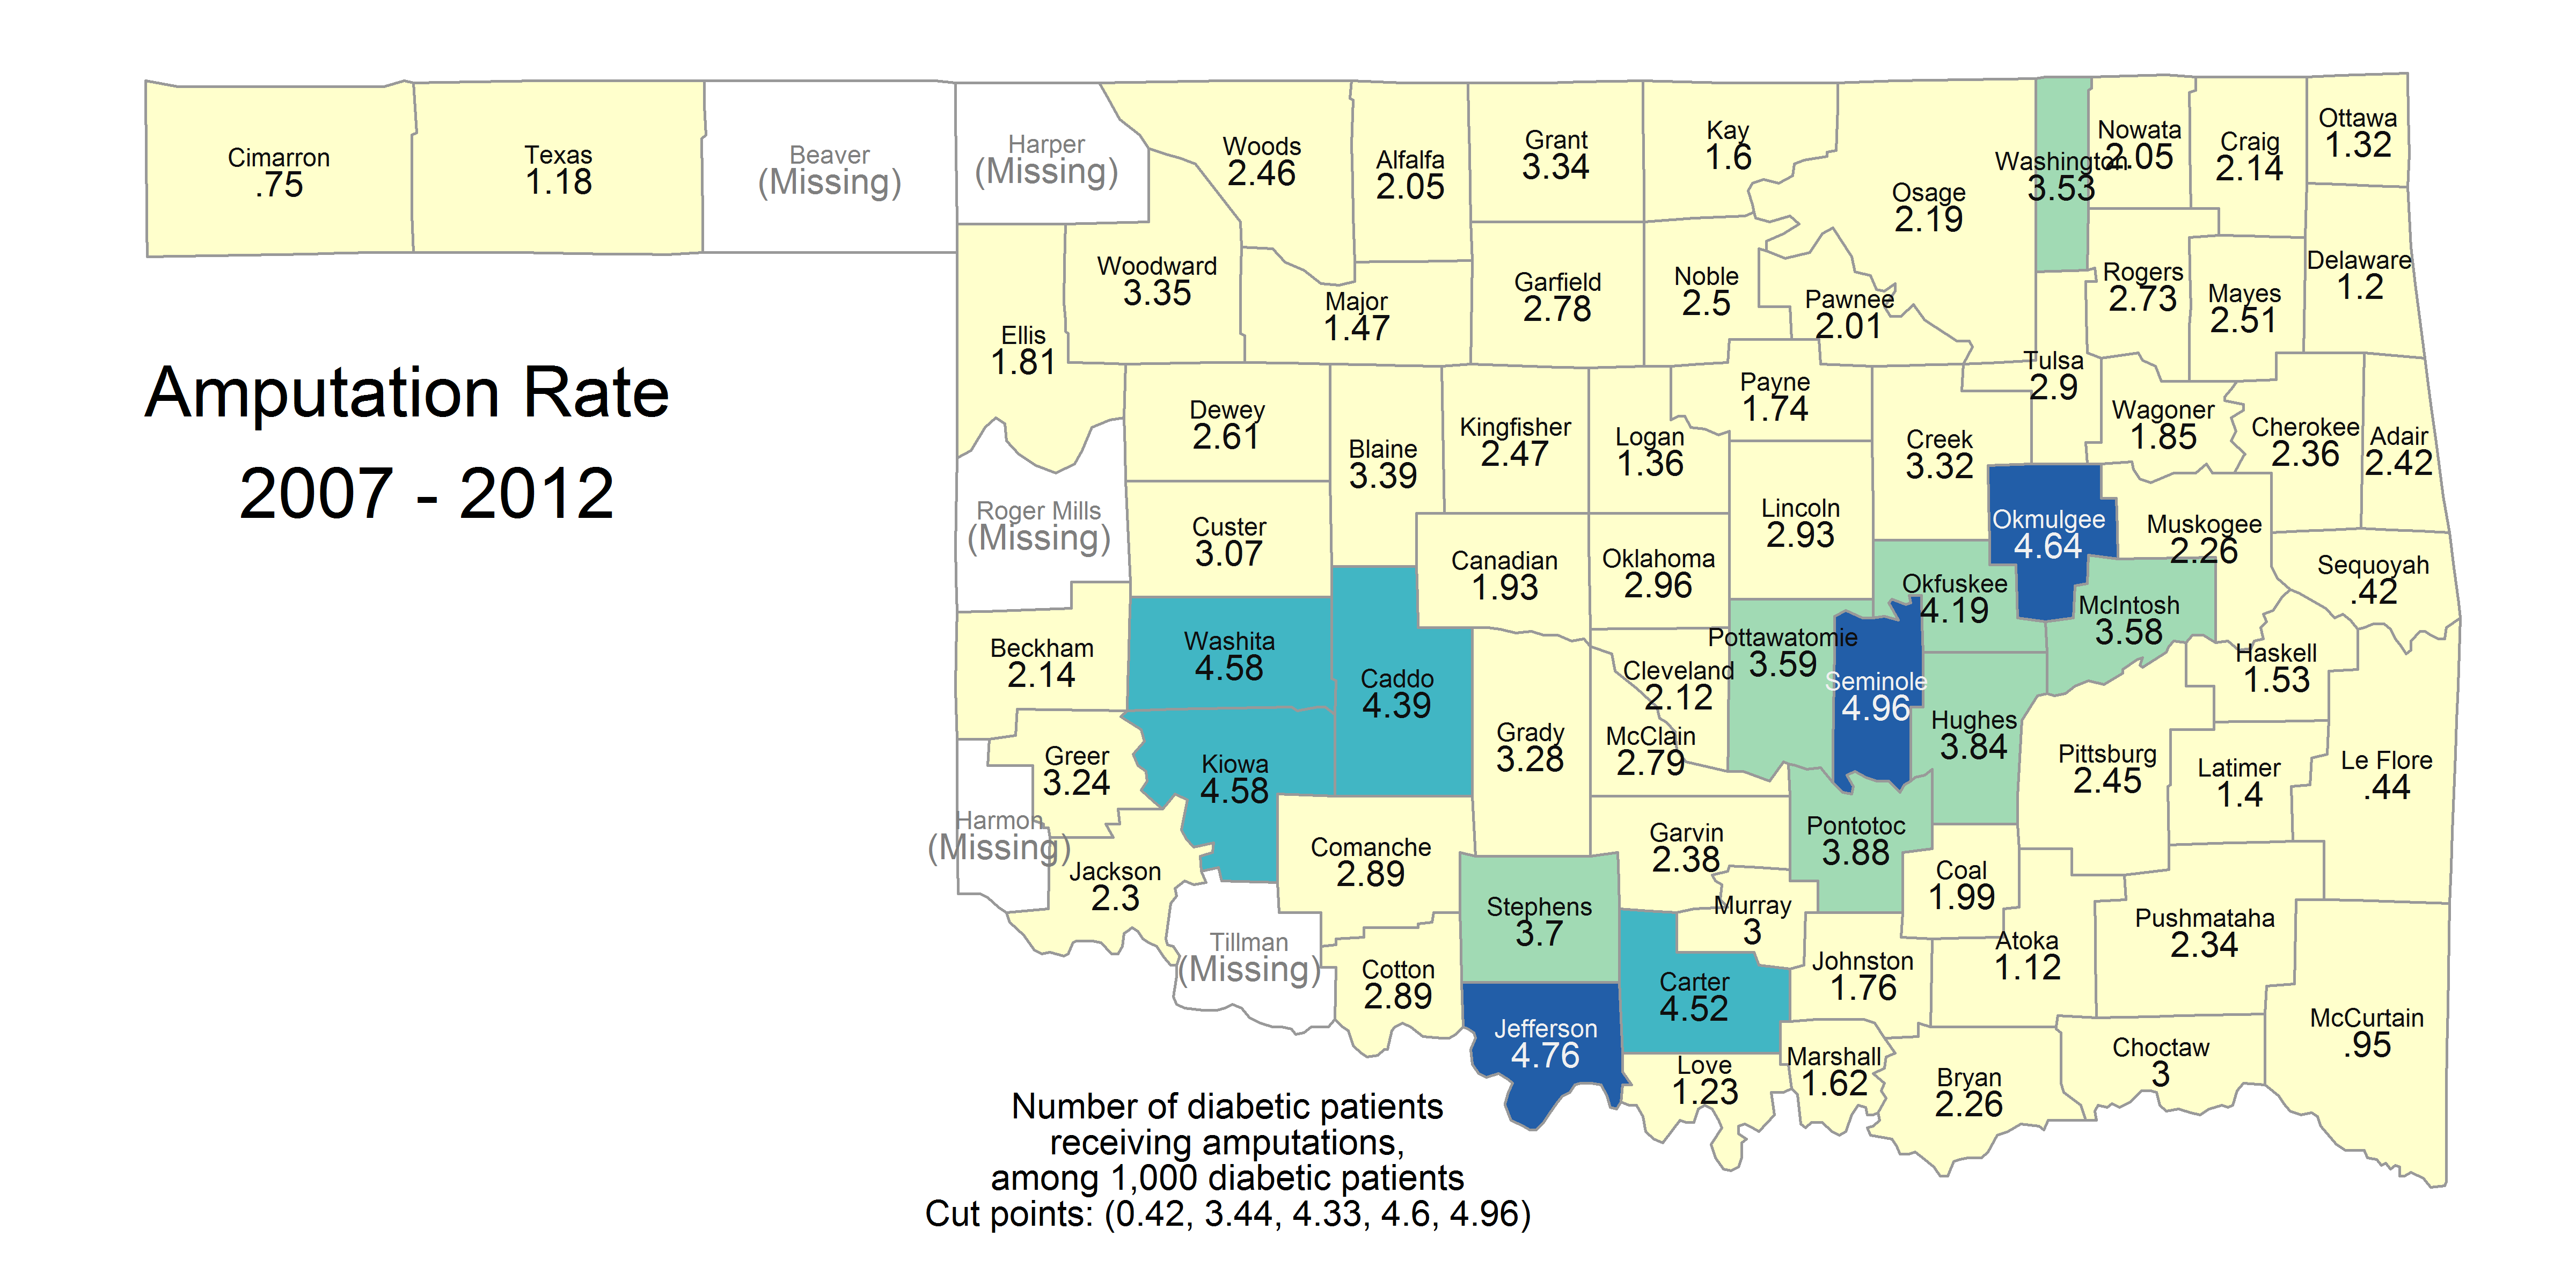 Cimarron
.75
Texas
1.18
Beaver
(Missing)
Harper
(Missing)
Woods
2.46
Alfalfa
2.05
Grant
3.34
Kay
1.6
Osage
2.19
Washington
3.53
Nowata
2.05
Craig
2.14
Ottawa
1.32
Ellis
1.81
Woodward
3.35
Major
1.47
Garfield
2.78
Noble
2.5
Pawnee
2.01
Rogers
2.73
Mayes
2.51
Delaware
1.2
Amputation Rate
2007 - 2012
Dewey
2.61
Blaine
3.39
Kingfisher
2.47
Logan
1.36
Payne
1.74
Creek
3.32
Tulsa
2.9
Wagoner
1.85
Cherokee
2.36
Adair
2.42
Roger Mills
(Missing)
Custer
3.07
Canadian
1.93
Oklahoma
2.96
Lincoln
2.93
Okmulgee
4.64
Muskogee
2.26
Sequoyah
.42
Beckham
2.14
Washita
4.58
Caddo
4.39
Grady
3.28
Cleveland
2.12
McClain
2.79
Pottawatomie
3.59
Seminole
4.96
Okfuskee
4.19
McIntosh
3.58
Haskell
1.53
Hughes
3.84
Pittsburg
2.45
Latimer
1.4
Le Flore
.44
Greer
3.24
Kiowa
4.58
Harmon
(Missing)
Jackson
2.3
Comanche
2.89
Stephens
3.7
Garvin
2.38
Murray
3
Pontotoc
3.88
Coal
1.99
Atoka
1.12
Pushmataha
2.34
Tillman
(Missing)
Cotton
2.89
Jefferson
4.76
Carter
4.52
Johnston
1.76
Love
1.23
Marshall
1.62
Bryan
2.26
Choctaw
3
McCurtain
.95
Number of diabetic patients
receiving amputations,
among 1,000 diabetic patients
Cut points: (0.42, 3.44, 4.33, 4.6, 4.96)